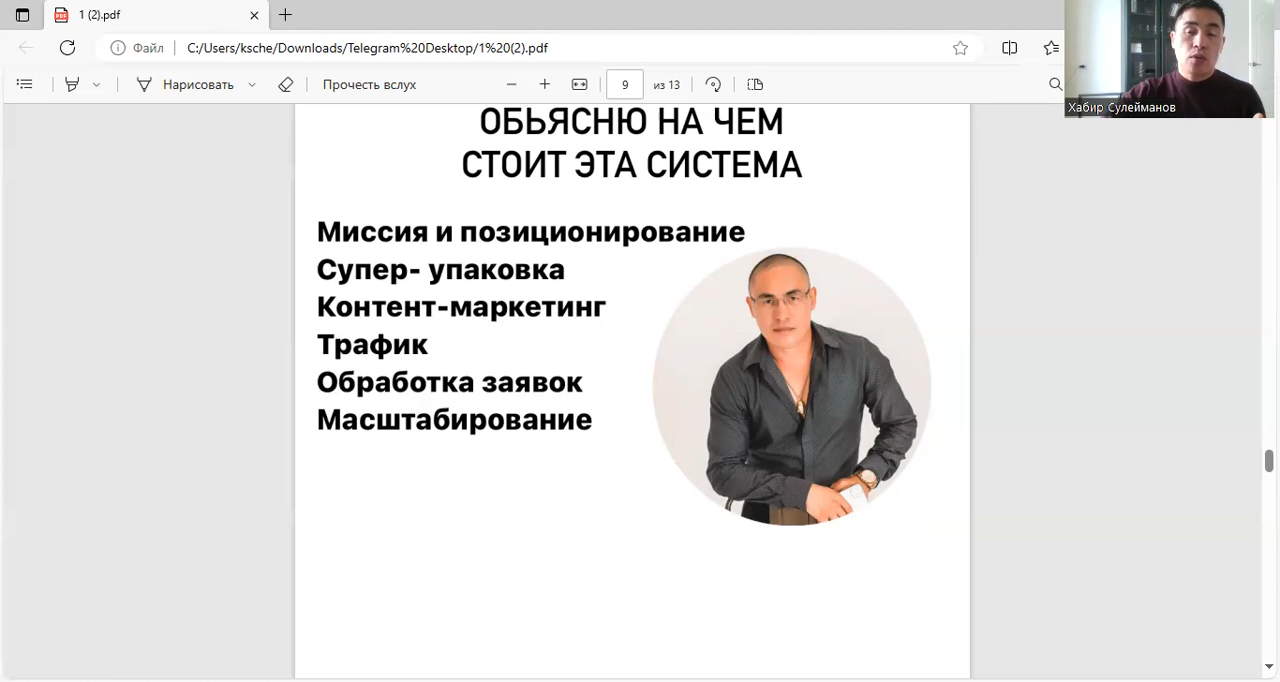 1 (2).pdf
Файл
C:/Users/ksche/Downloads/Telegram%20Desktop/1%20(2).pdf
Нарисовать
Прочесть вслух
9
из 13
Хабир Сулейманов
ОБЬЯСНЮ НА ЧЕМ
СТОИТ ЭТА СИСТЕМА
Миссия и позиционирование
Супер- упаковка
Контент-маркетинг
Трафик
Обработка заявок
Масштабирование